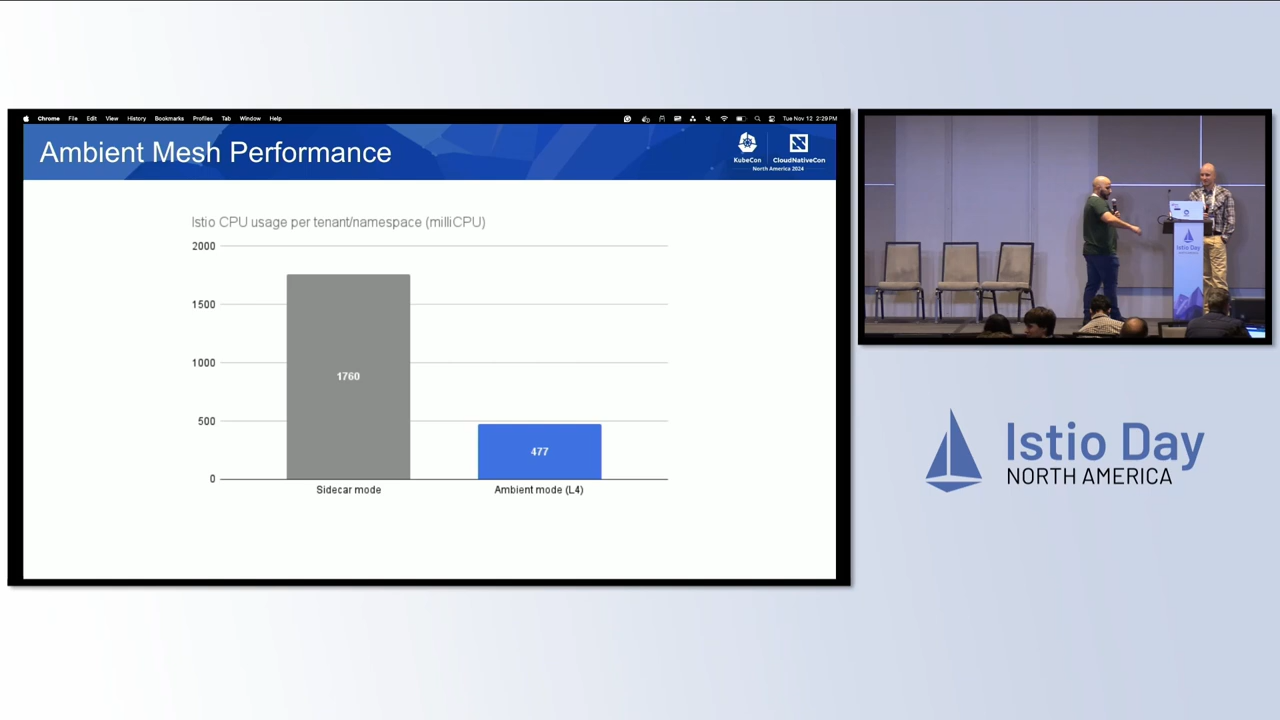 Chrome File Edit View History Bookmarks Profiles Tab Window Help
Tue Nov 12 2:29 PM
Ambient Mesh Performance
KubeCon
CloudNativeCon
North America 2024
Istio CPU usage per tenant/namespace (milliCPU)
2000
1500
1000
500
0
1760
477
Sidecar mode
Ambient mode (L4)
Istio Day
Istio Day
NORTH AMERICA